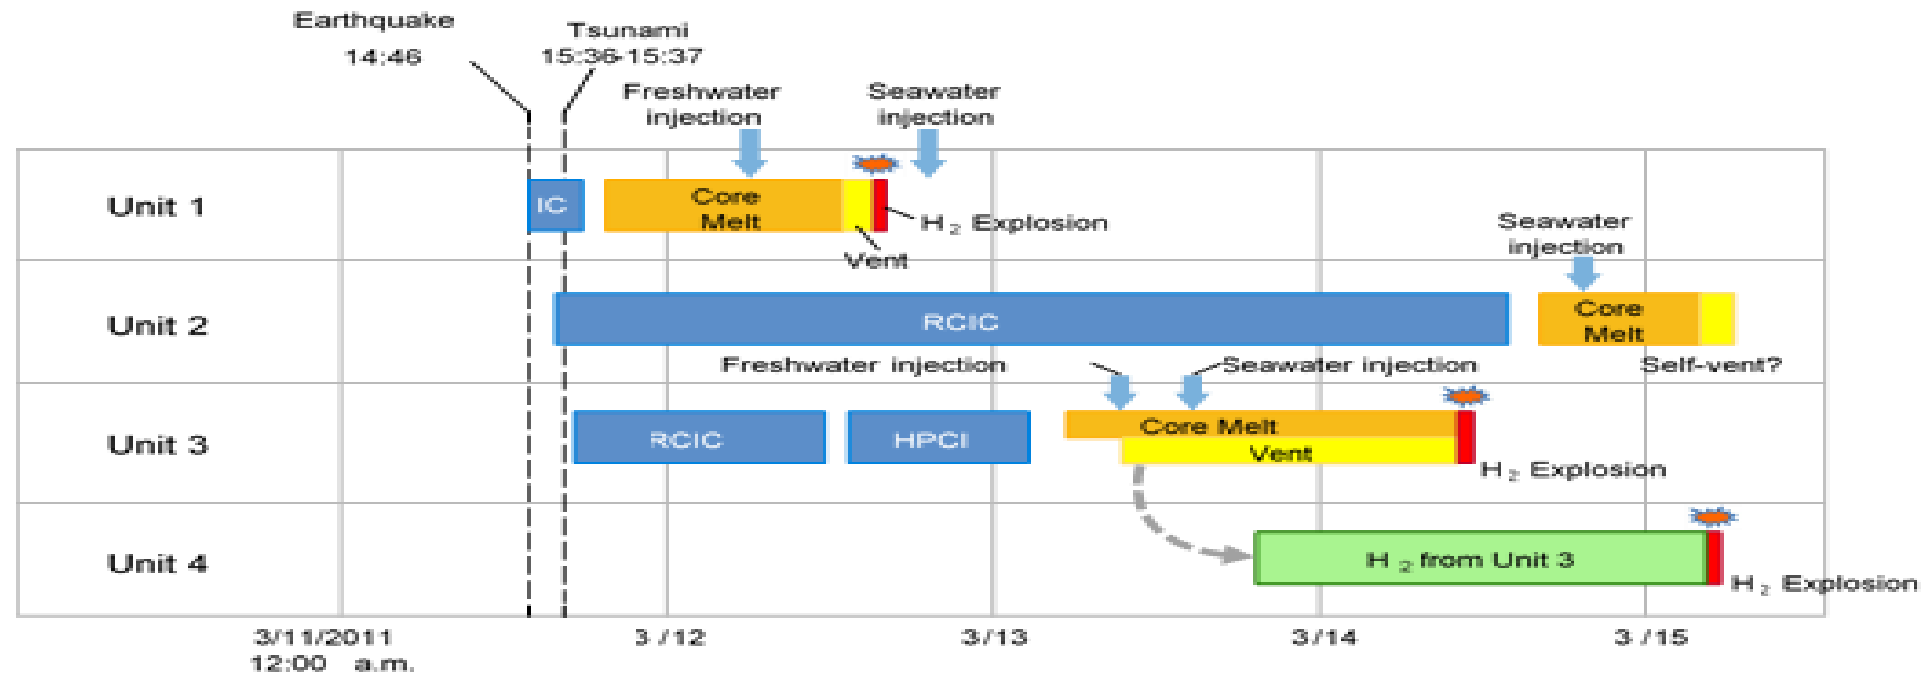 Earthquake
14:46
Tsunami
15:36-15:37
Freshwater
injection
Seawater
injection
Unit 1
IC
Core
Melt
H2 Explosion
Vent
Seawater
injection
Unit 2
RCIC
Core
Melt
Freshwater injection
Seawater injection
Self-vent?
Unit 3
RCIC
HPCI
Core Melt
Vent
H2 Explosion
Unit 4
H2 from Unit 3
H2 Explosion
3/11/2011
12:00 a.m.
3/12
3/13
3/14
3/15